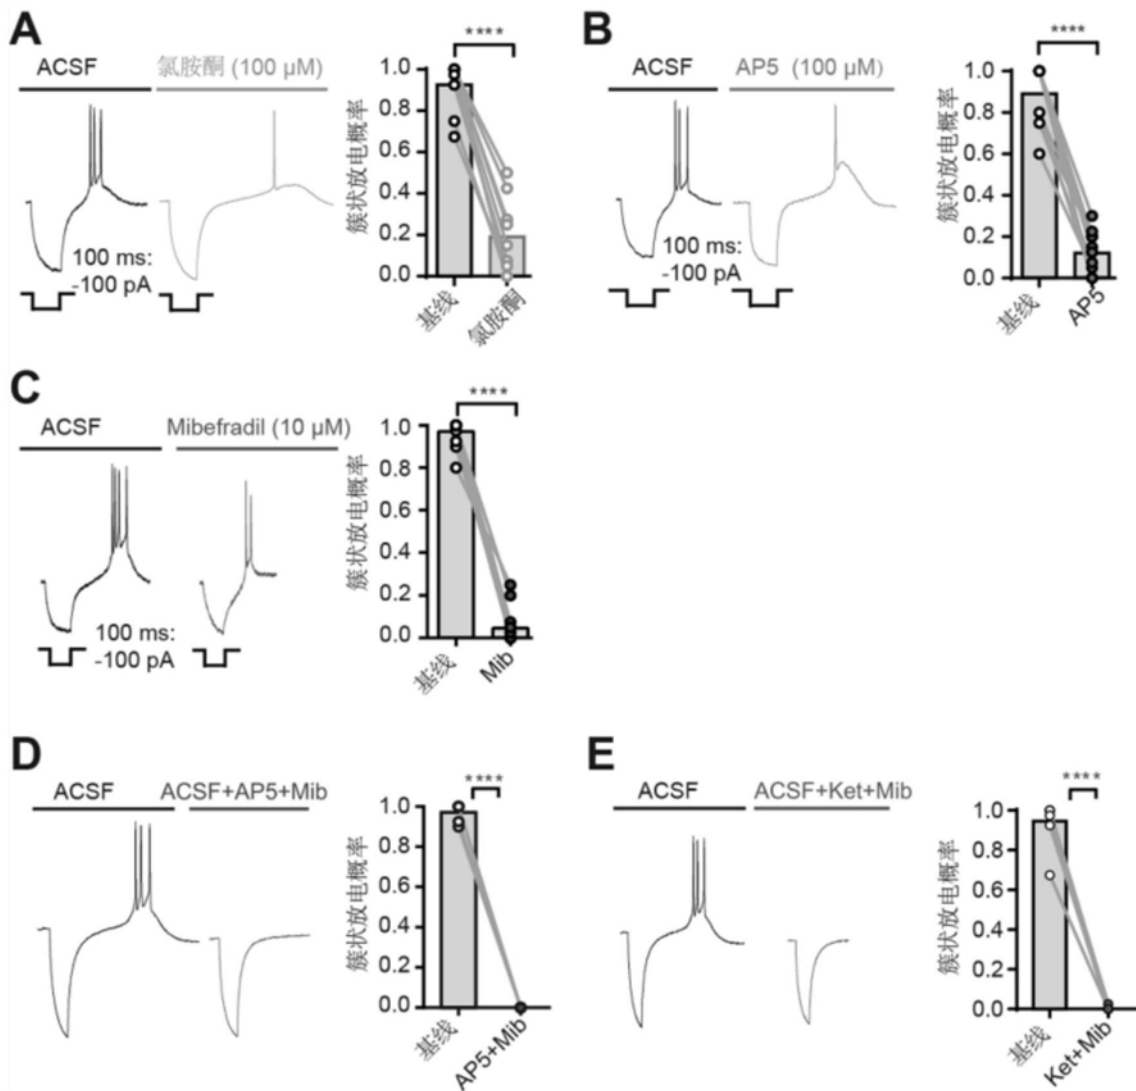 A
ACSF
氯胺酮 (100 μM)
100 ms:
-100 pA
****
簇状放电概率
1.0
0.8
0.6
0.4
0.2
0.0
基线
氯胺酮
B
ACSF
AP5 (100 μM)
100 ms:
-100 pA
****
簇状放电概率
1.0
0.8
0.6
0.4
0.2
0.0
基线
AP5
C
ACSF
Mibefradil (10 μM)
100 ms:
-100 pA
****
簇状放电概率
1.0
0.8
0.6
0.4
0.2
0.0
基线
Mib
D
ACSF
ACSF+AP5+Mib
****
簇状放电概率
1.0
0.8
0.6
0.4
0.2
0.0
基线
AP5+Mib
E
ACSF
ACSF+Ket+Mib
****
簇状放电概率
1.0
0.8
0.6
0.4
0.2
0.0
基线
Ket+Mib